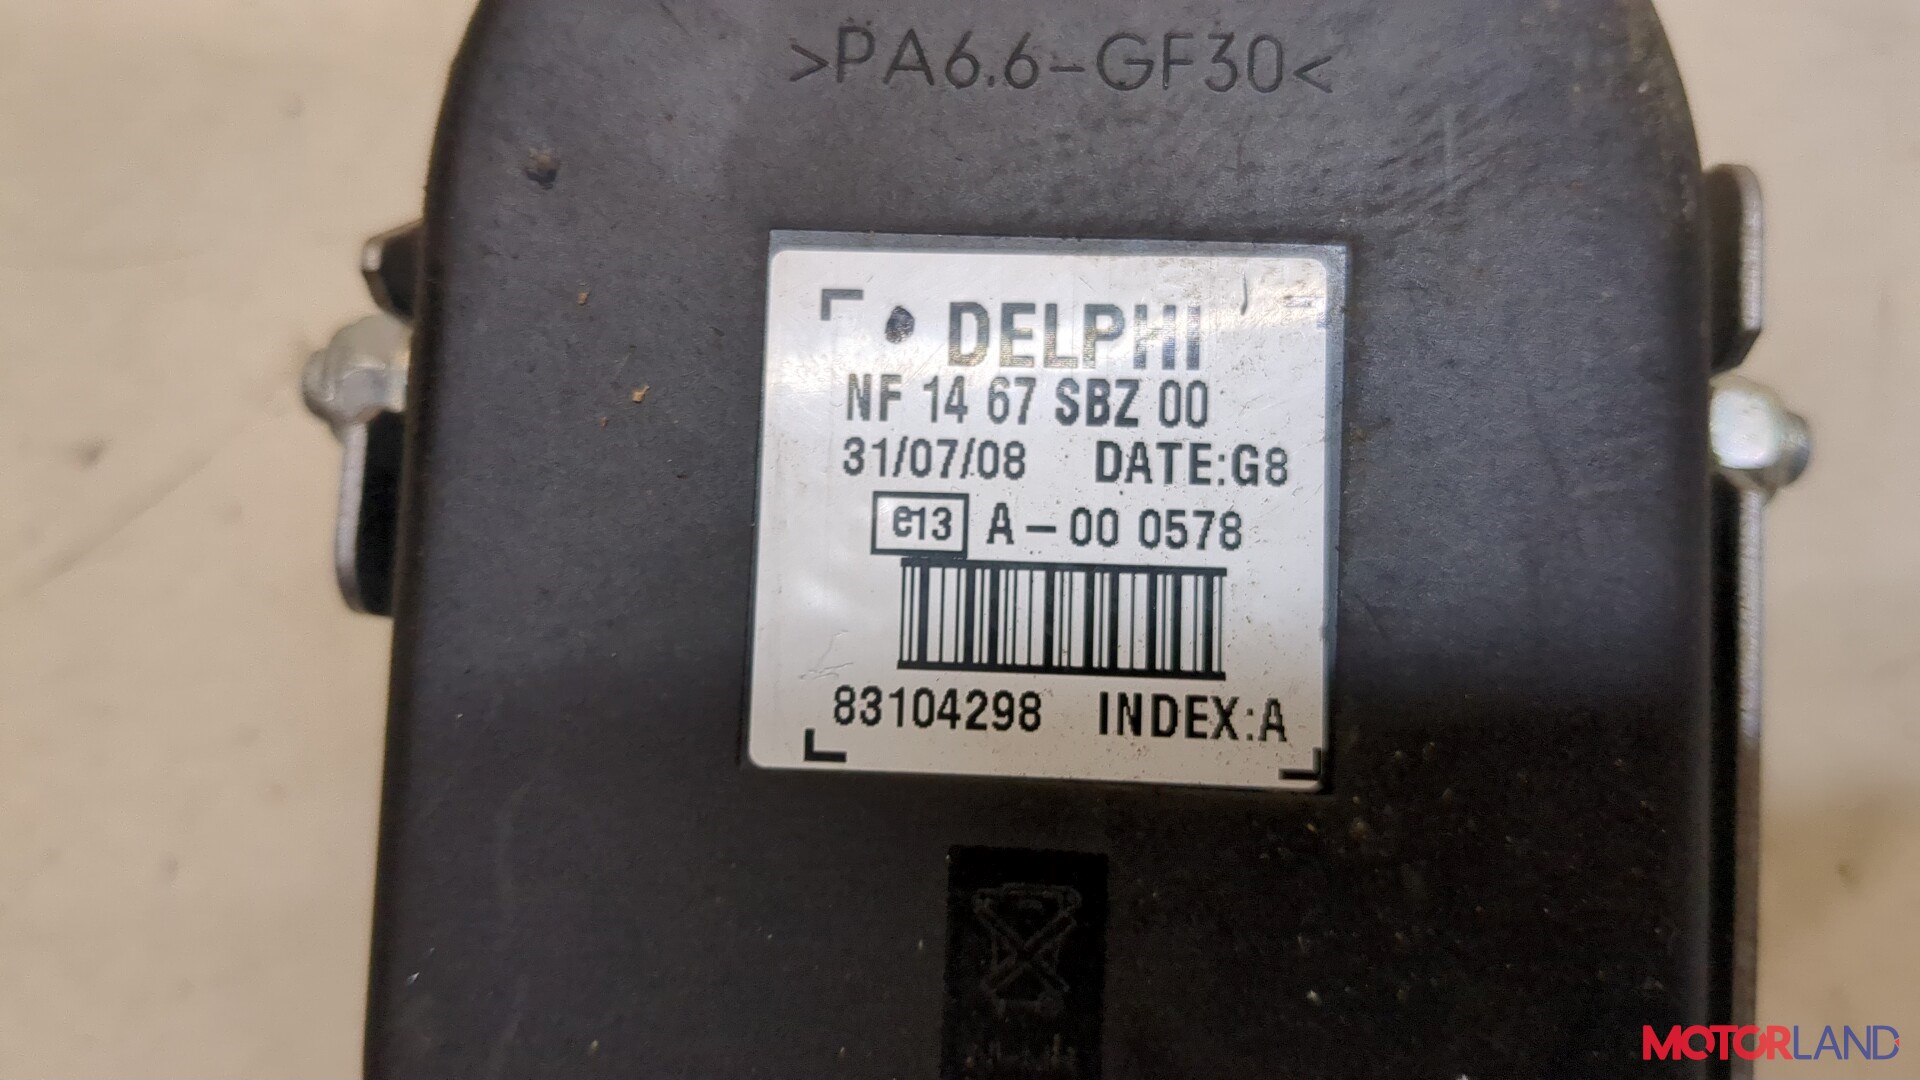 >PA6.6-GF30<
DELPHI
NF 14 67 SBZ 00
31/07/08 DATE:G8
e13 A-00 0578
83104298 INDEX:A
MOTORLAND